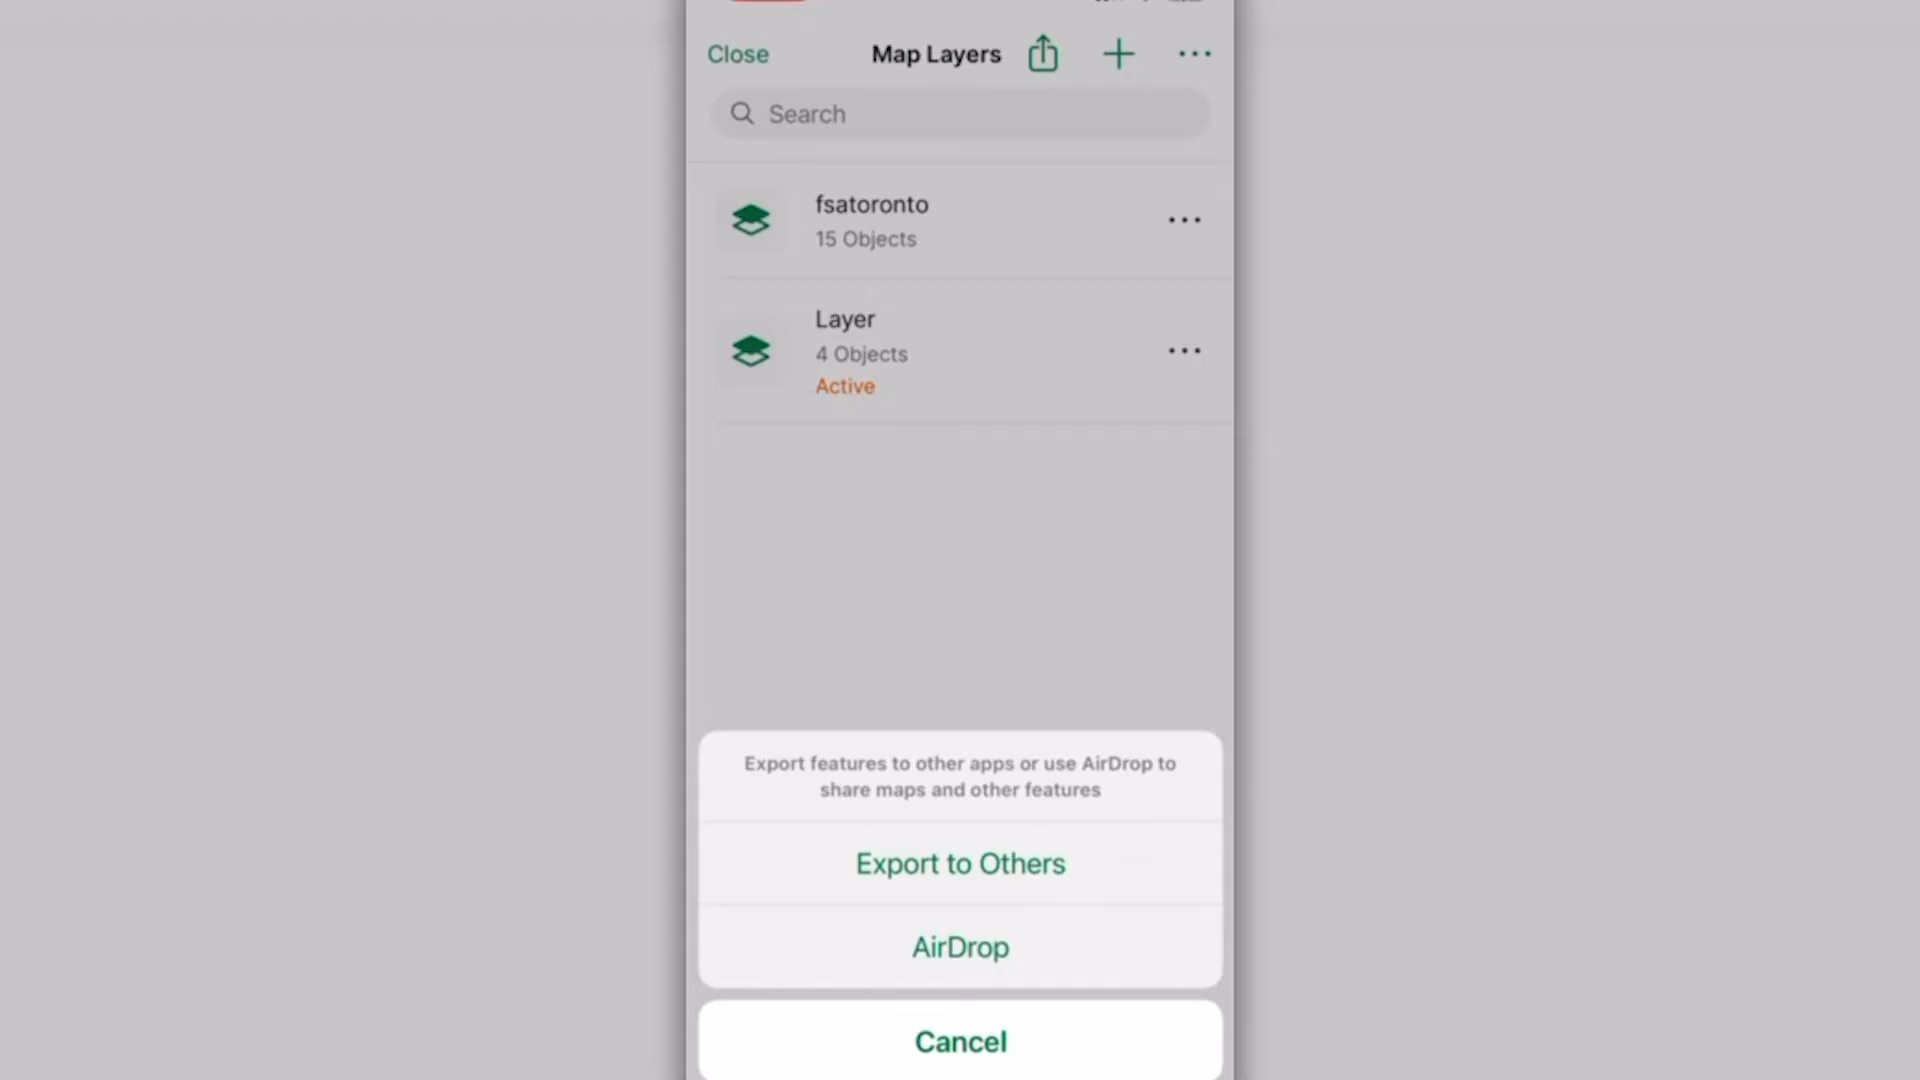 Close
Map Layers
Search
fsatoronto
15 Objects
Layer
4 Objects
Active
Export features to other apps or use AirDrop to
share maps and other features
Export to Others
AirDrop
Cancel